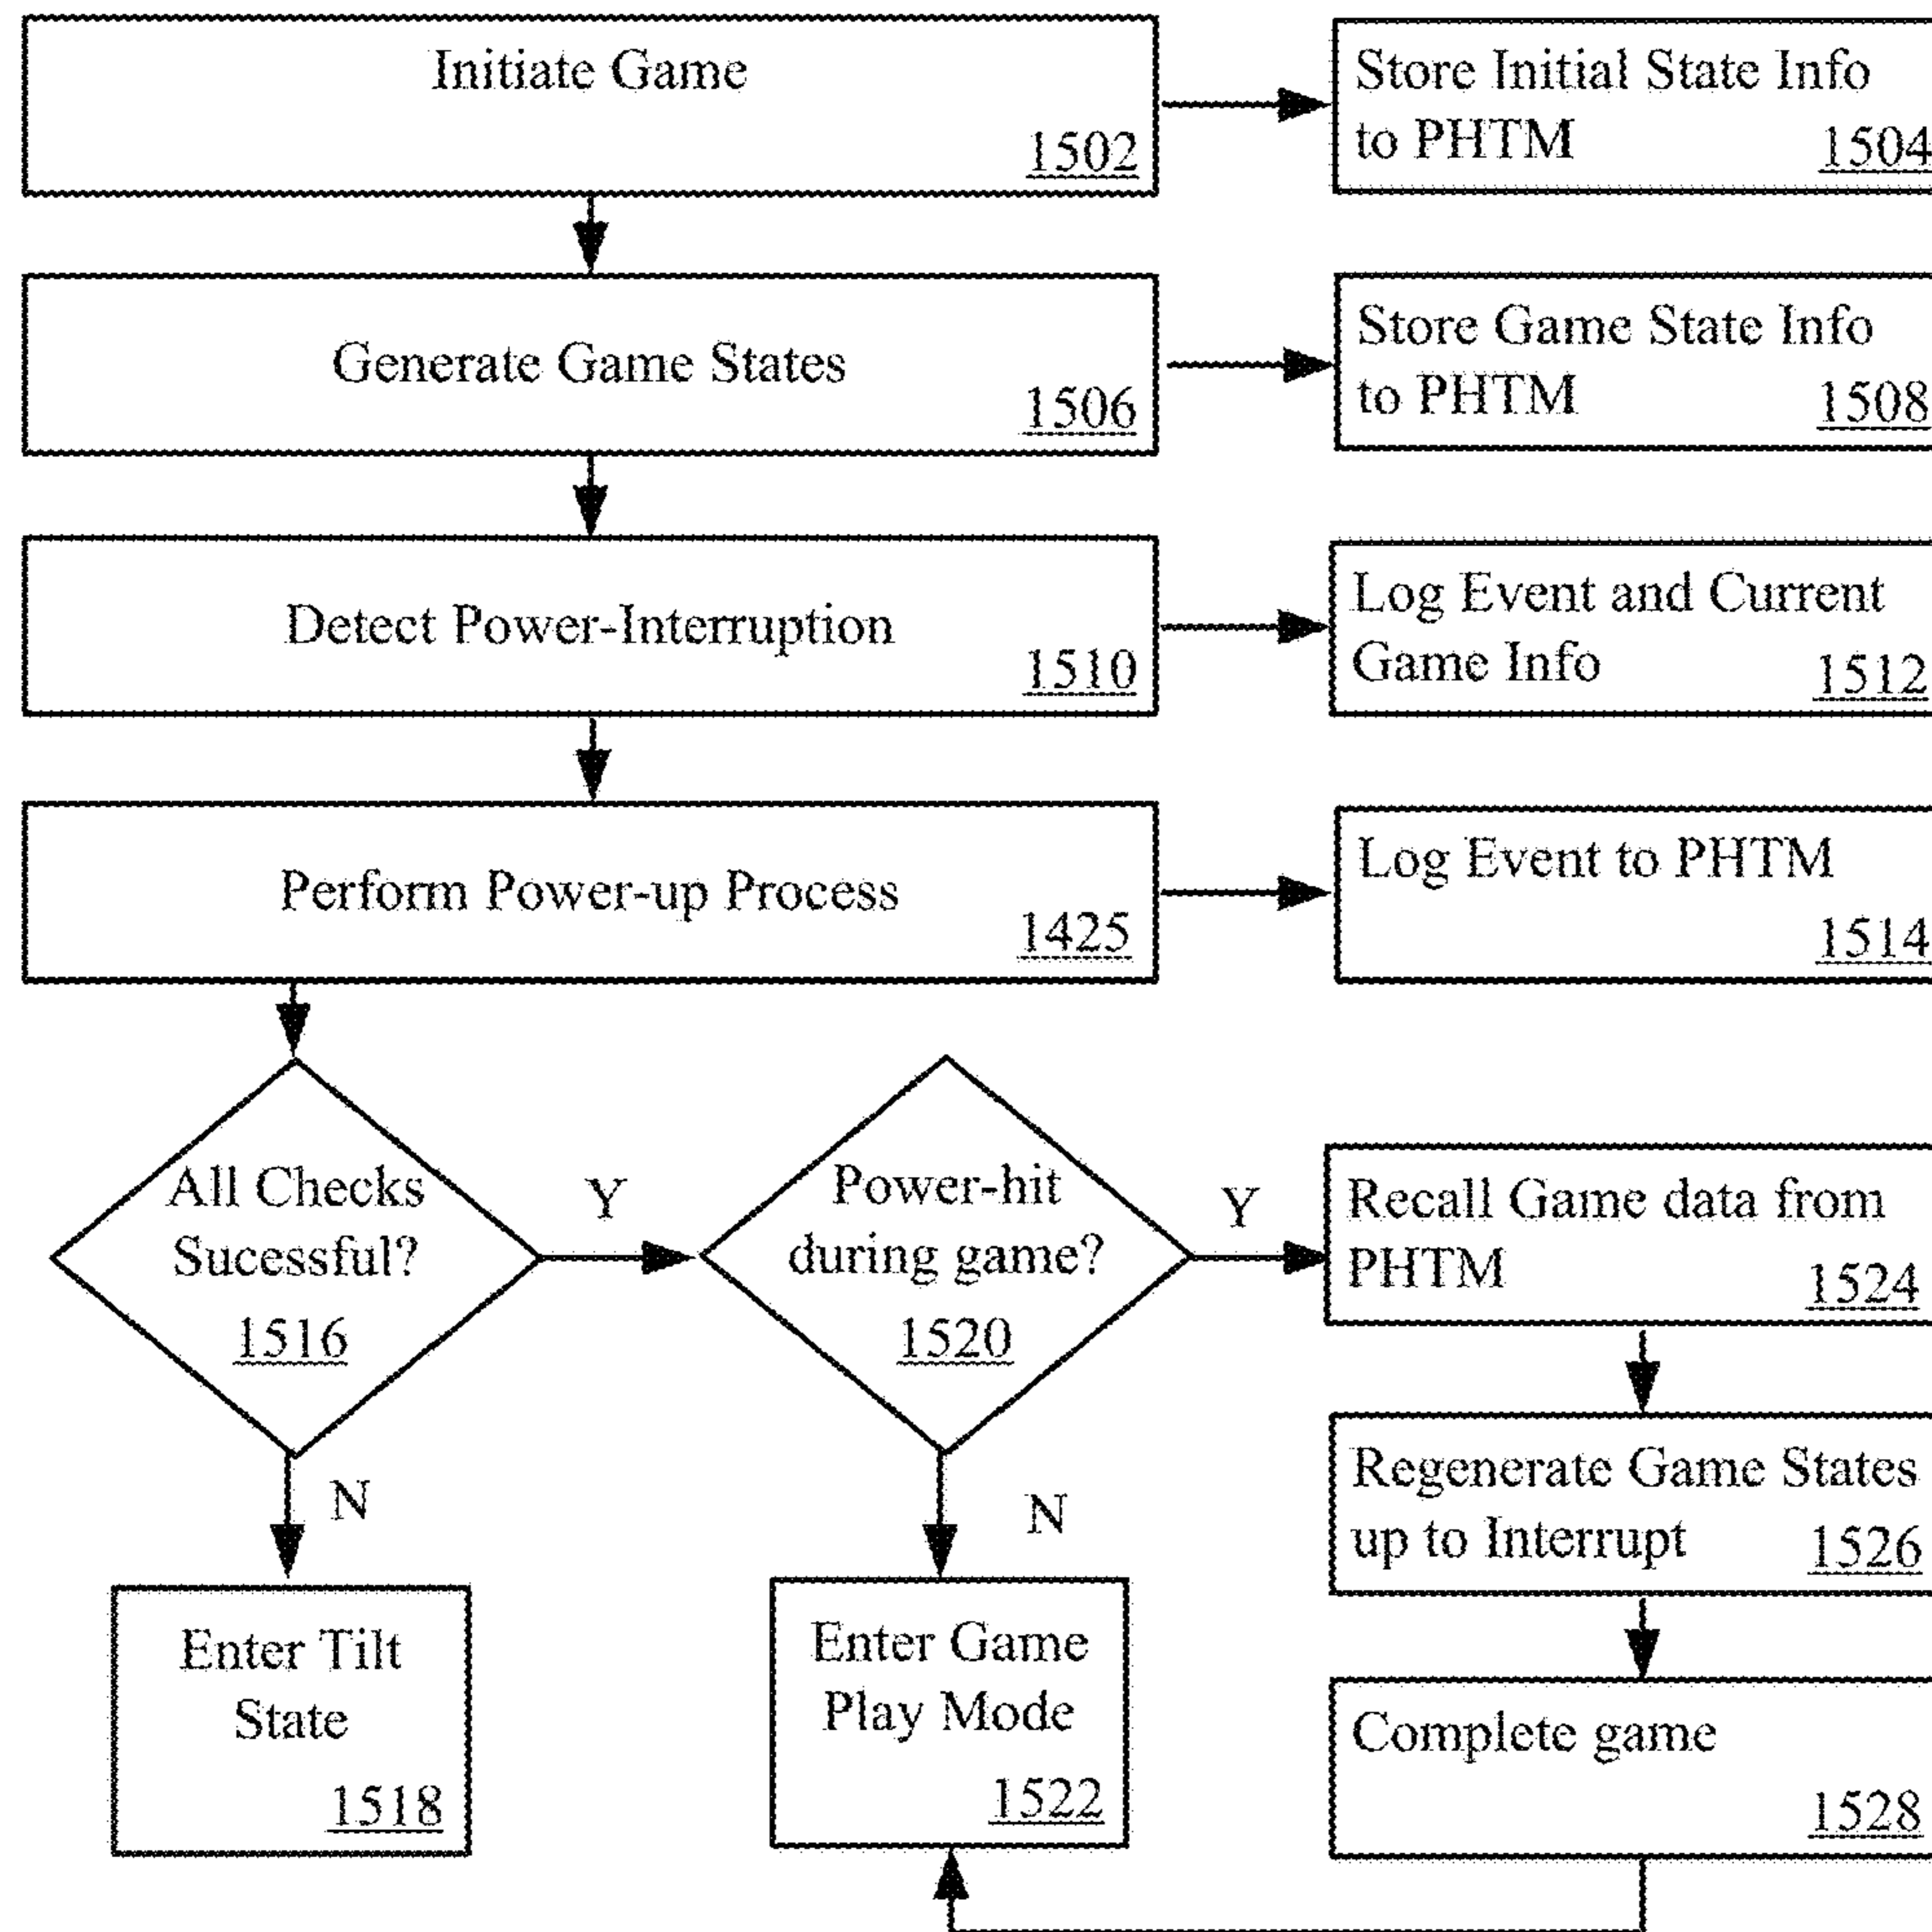 Initiate Game
1502
Store Initial State Info
to PHTM
1504
Generate Game States
1506
Store Game State Info
to PHTM
1508
Detect Power-Interruption
1510
Log Event and Current
Game Info
1512
Perform Power-up Process
1425
Log Event to PHTM
1514
All Checks
Sucessful?
1516
Y
Power-hit
during game?
1520
Y
Recall Game data from
PHTM
1524
N
N
Regenerate Game States
up to Interrupt
1526
Enter Tilt
State
1518
Enter Game
Play Mode
1522
Complete game
1528